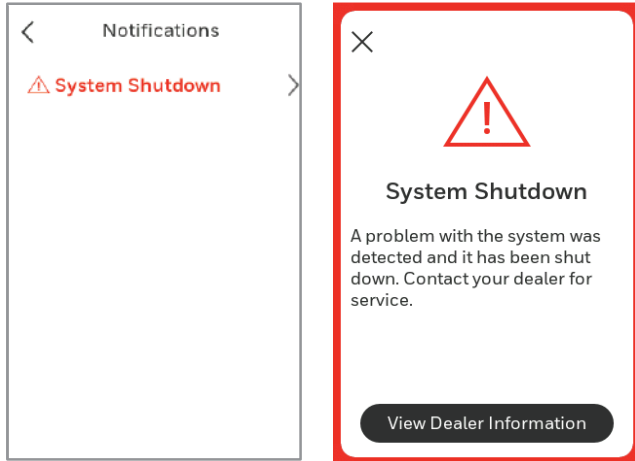 Notifications
System Shutdown
System Shutdown
A problem with the system was
detected and it has been shut
down. Contact your dealer for
service.
View Dealer Information